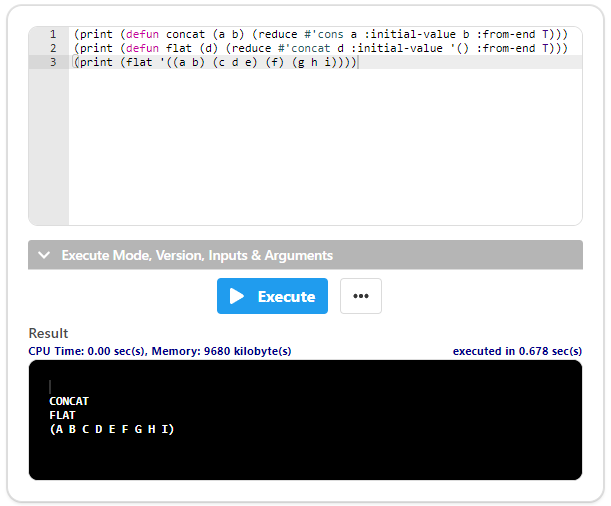 1 (print (defun concat (a b) (reduce #'cons a :initial-value b :from-end T)))
2 (print (defun flat (d) (reduce #'concat d :initial-value '() :from-end T)))
3 (print (flat '((a b) (c d e) (f) (g h i))))
Execute Mode, Version, Inputs & Arguments
Execute •••
Result
CPU Time: 0.00 sec(s), Memory: 9680 kilobyte(s) executed in 0.678 sec(s)
CONCAT
FLAT
(A B C D E F G H I)